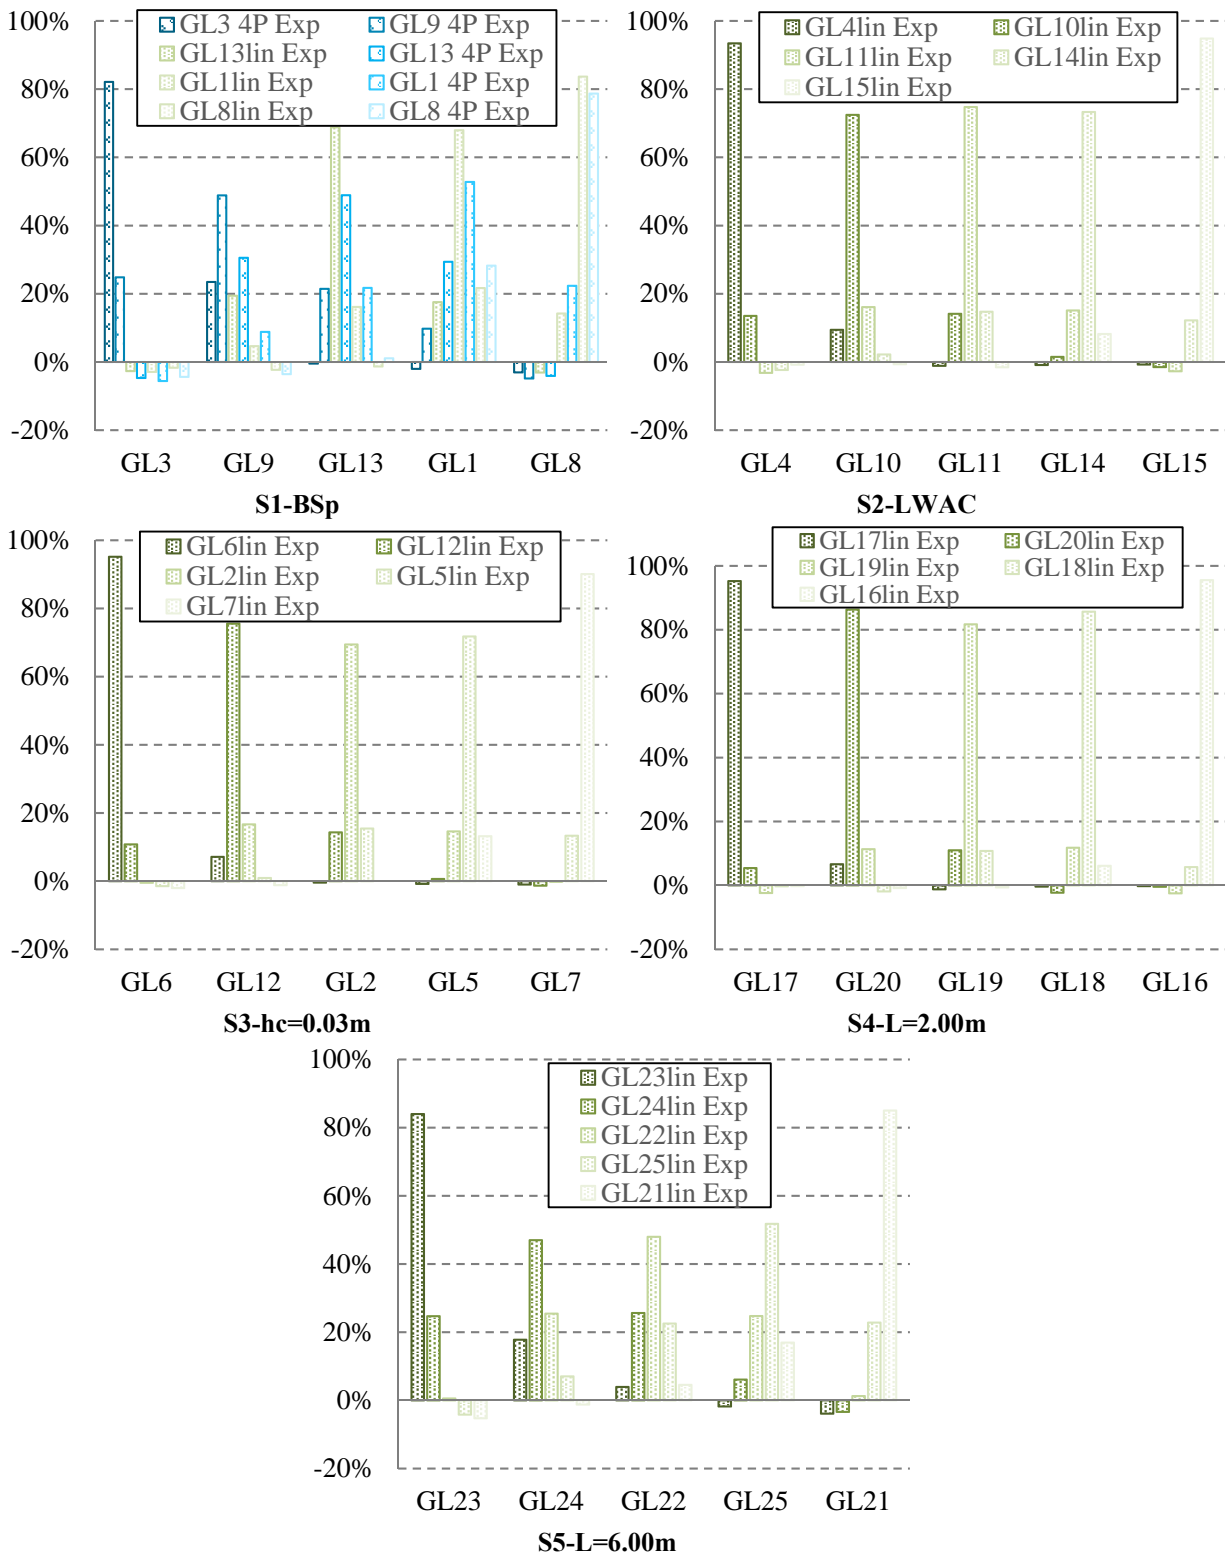 100%
80%
60%
40%
20%
0%
-20%
GL3 4P Exp GL9 4P Exp
GL13lin Exp GL13 4P Exp
GL1lin Exp GL1 4P Exp
GL8lin Exp GL8 4P Exp
GL3 GL9 GL13 GL1 GL8
S1-BSp
100%
80%
60%
40%
20%
0%
-20%
GL4lin Exp GL10lin Exp
GL11lin Exp GL14lin Exp
GL15lin Exp
GL4 GL10 GL11 GL14 GL15
S2-LWAC
100%
80%
60%
40%
20%
0%
-20%
GL6lin Exp GL12lin Exp
GL2lin Exp GL5lin Exp
GL7lin Exp
GL6 GL12 GL2 GL5 GL7
S3-hc=0.03m
100%
80%
60%
40%
20%
0%
-20%
GL17lin Exp GL20lin Exp
GL19lin Exp GL18lin Exp
GL16lin Exp
GL17 GL20 GL19 GL18 GL16
S4-L=2.00m
100%
80%
60%
40%
20%
0%
-20%
GL23lin Exp
GL24lin Exp
GL22lin Exp
GL25lin Exp
GL21lin Exp
GL23 GL24 GL22 GL25 GL21
S5-L=6.00m